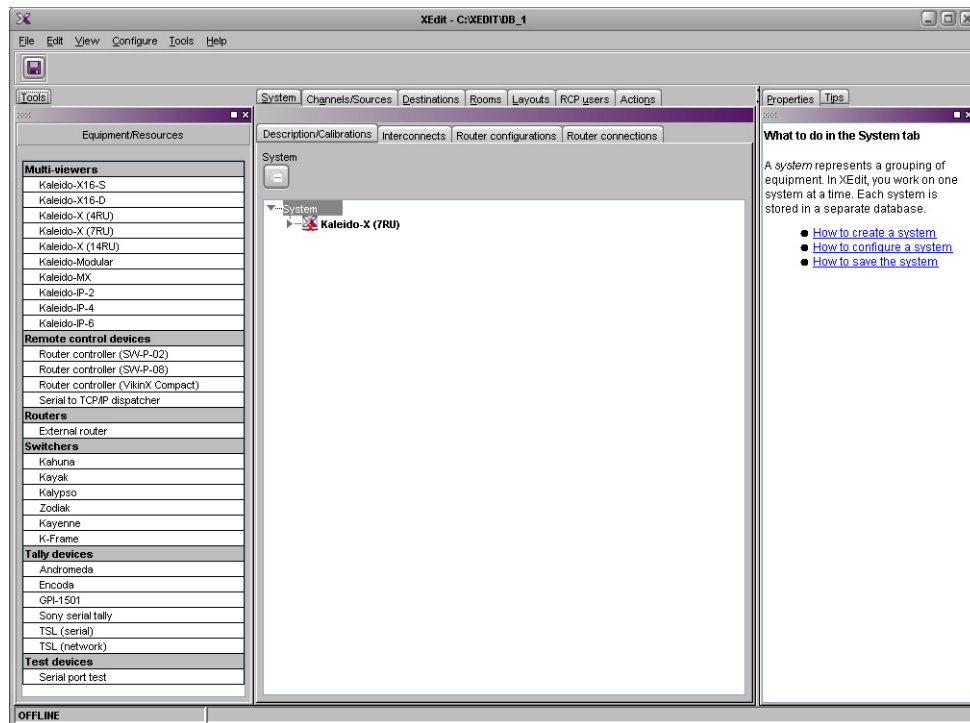 XEdit - C:\XEDIT\DB_1
File Edit View Configure Tools Help
Tools
Equipment/Resources
Multi-viewers
Kaleido-X16-S
Kaleido-X16-D
Kaleido-X (4RU)
Kaleido-X (7RU)
Kaleido-X (14RU)
Kaleido-Modular
Kaleido-MX
Kaleido-IP-2
Kaleido-IP-4
Kaleido-IP-6
Remote control devices
Router controller (SW-P-02)
Router controller (SW-P-08)
Router controller (VikinX Compact)
Serial to TCP/IP dispatcher
Routers
External router
Switchers
Kahuna
Kayak
Kalypso
Zodiak
Kayenne
K-Frame
Tally devices
Andromeda
Encoda
GPI-1501
Sony serial tally
TSL (serial)
TSL (network)
Test devices
Serial port test
System Channels/Sources Destinations Rooms Layouts RCP users Actions
Description/Calibrations Interconnects Router configurations Router connections
System
System
Kaleido-X (7RU)
Properties Tips
What to do in the System tab
A system represents a grouping of
equipment. In XEdit, you work on one
system at a time. Each system is
stored in a separate database.
How to create a system
How to configure a system
How to save the system
OFFLINE